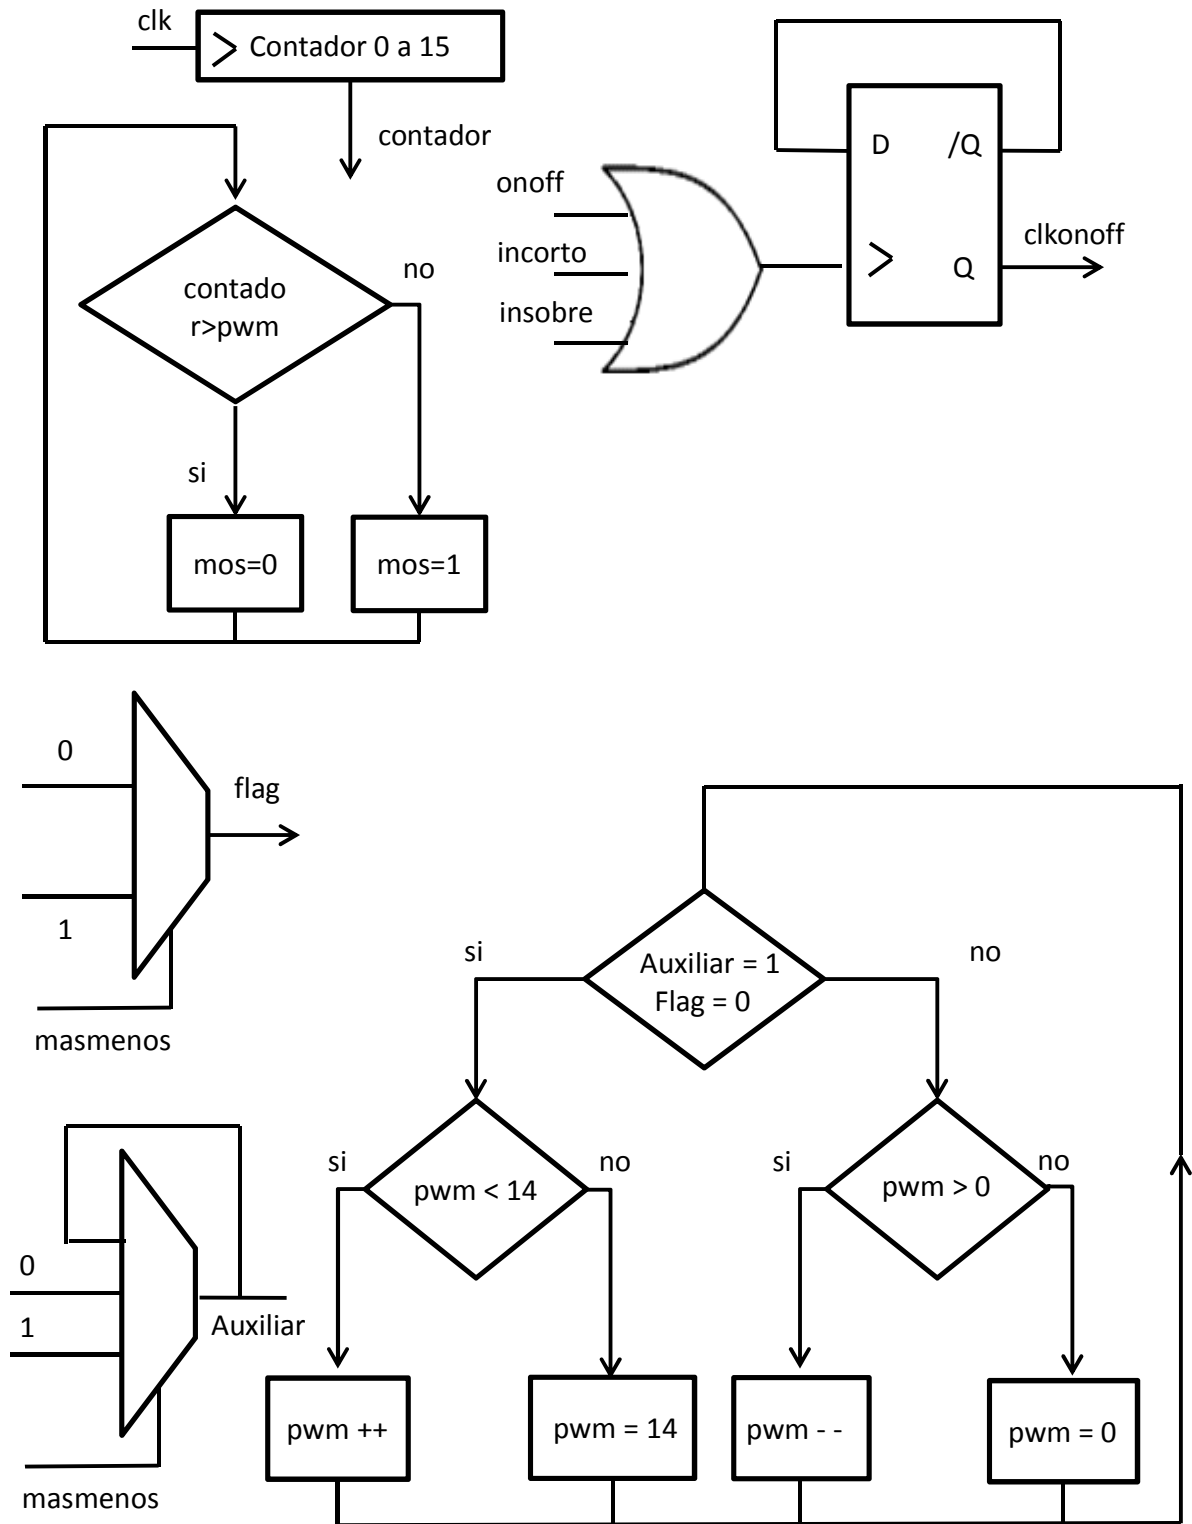 clk
Contador 0 a 15
contador
contado
r>pwm
no
si
mos=0
mos=1
onoff
incorto
insobre
D
/Q
Q
clkonoff
0
1
flag
masmenos
0
1
Auxiliar
masmenos
si
Auxiliar = 1
Flag = 0
no
si
pwm < 14
no
si
pwm > 0
no
pwm ++
pwm = 14
pwm - -
pwm = 0